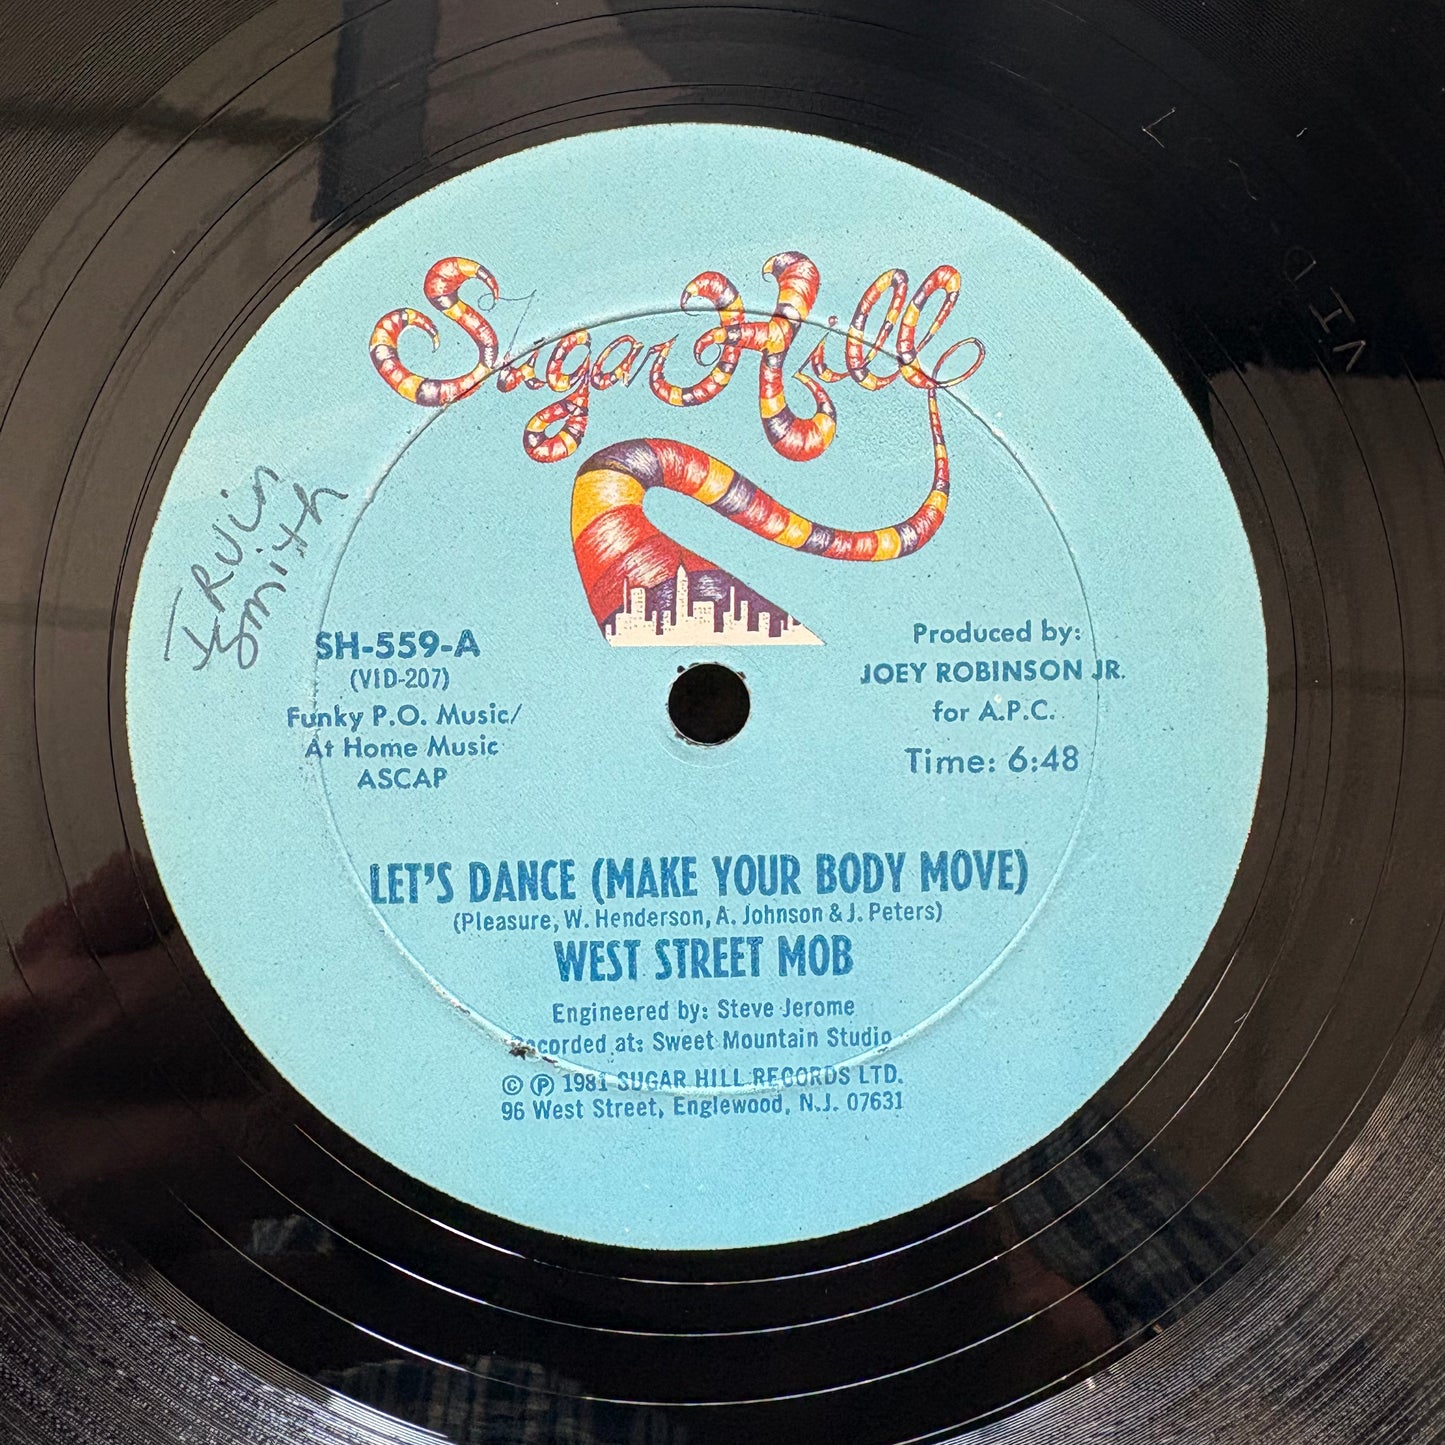 Sugar Hill
IRVin
Smith
SH-559-A
(VID-207)
Funky P.O. Music/
At Home Music
ASCAP
Produced by:
JOEY ROBINSON JR.
for A.P.C.
Time: 6:48
LET'S DANCE (MAKE YOUR BODY MOVE)
(Pleasure, W. Henderson, A. Johnson & J. Peters)
WEST STREET MOB
Engineered by: Steve Jerome
Recorded at: Sweet Mountain Studio
© ℗ 1981 SUGAR HILL RECORDS LTD.
96 West Street, Englewood, N.J. 07631